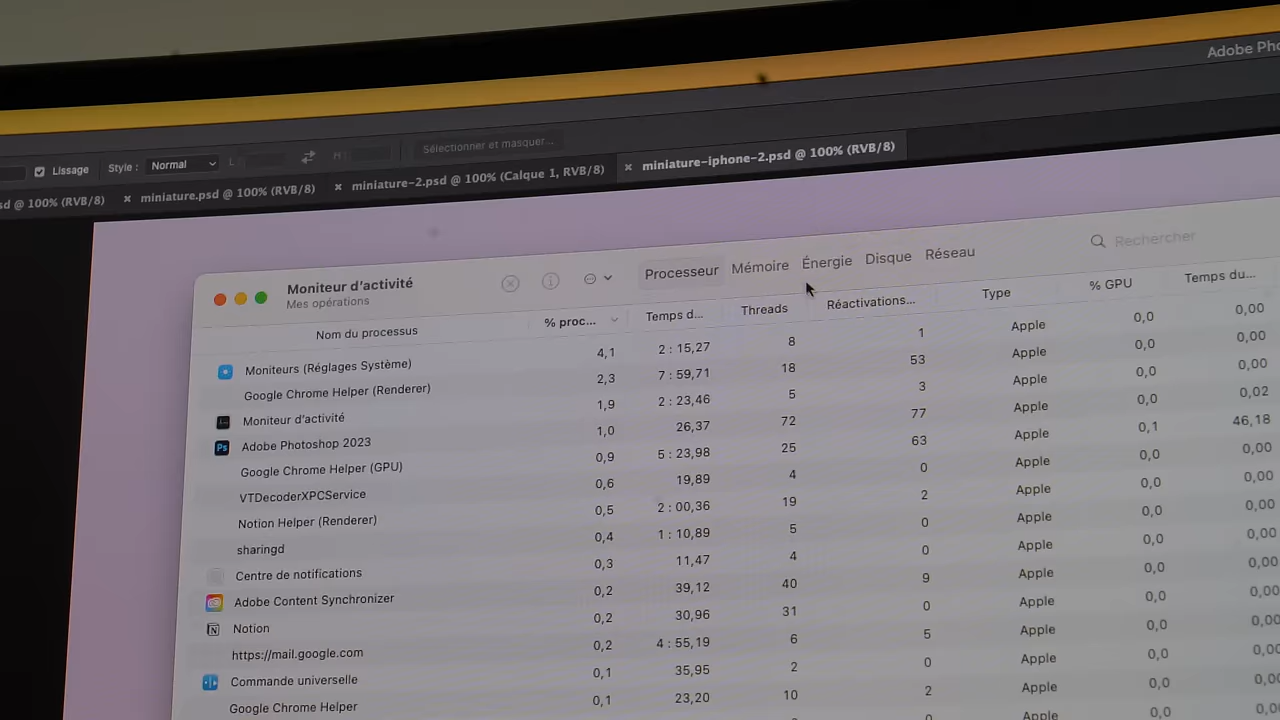 Adobe Pho
Lissage Style : Normal L : H : Sélectionner et masquer...
sd @ 100% (RVB/8) × miniature.psd @ 100% (RVB/8) × miniature-2.psd @ 100% (Calque 1, RVB/8) × miniature-iphone-2.psd @ 100% (RVB/8)
Moniteur d'activité Processeur Mémoire Énergie Disque Réseau Rechercher
Mes opérations
Nom du processus % proc... Temps d... Threads Réactivations... Type % GPU Temps du...
Moniteurs (Réglages Système) 4,1 2 : 15,27 8 1 Apple 0,0 0,00
Google Chrome Helper (Renderer) 2,3 7 : 59,71 18 53 Apple 0,0 0,00
Moniteur d'activité 1,9 2 : 23,46 5 3 Apple 0,0 0,00
Adobe Photoshop 2023 1,0 26,37 72 77 Apple 0,0 0,02
Google Chrome Helper (GPU) 0,9 5 : 23,98 25 63 Apple 0,1 46,18
VTDecoderXPCService 0,6 19,89 4 0 Apple 0,0 0,00
Notion Helper (Renderer) 0,5 2 : 00,36 19 2 Apple 0,0 0,00
sharingd 0,4 1 : 10,89 5 0 Apple 0,0 0,00
Centre de notifications 0,3 11,47 4 0 Apple 0,0 0,00
Adobe Content Synchronizer 0,2 39,12 40 9 Apple 0,0 0,00
Notion 0,2 30,96 31 0 Apple 0,0 0,00
https://mail.google.com 0,2 4 : 55,19 6 5 Apple 0,0 0,00
Commande universelle 0,1 35,95 2 0 Apple 0,0 0,00
Google Chrome Helper 0,1 23,20 10 2 Apple 0,0 0,00